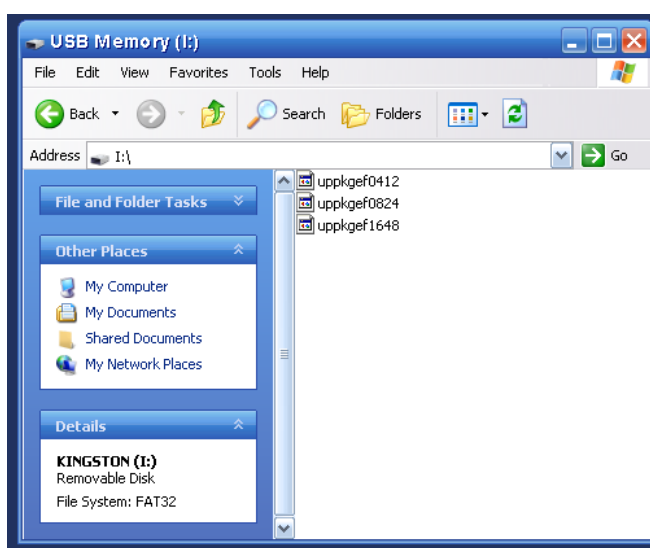 USB Memory (I:)
File Edit View Favorites Tools Help
Back Search Folders
Address I:\ Go
File and Folder Tasks
Other Places
My Computer
My Documents
Shared Documents
My Network Places
Details
KINGSTON (I:)
Removable Disk
File System: FAT32
uppkgef0412
uppkgef0824
uppkgef1648